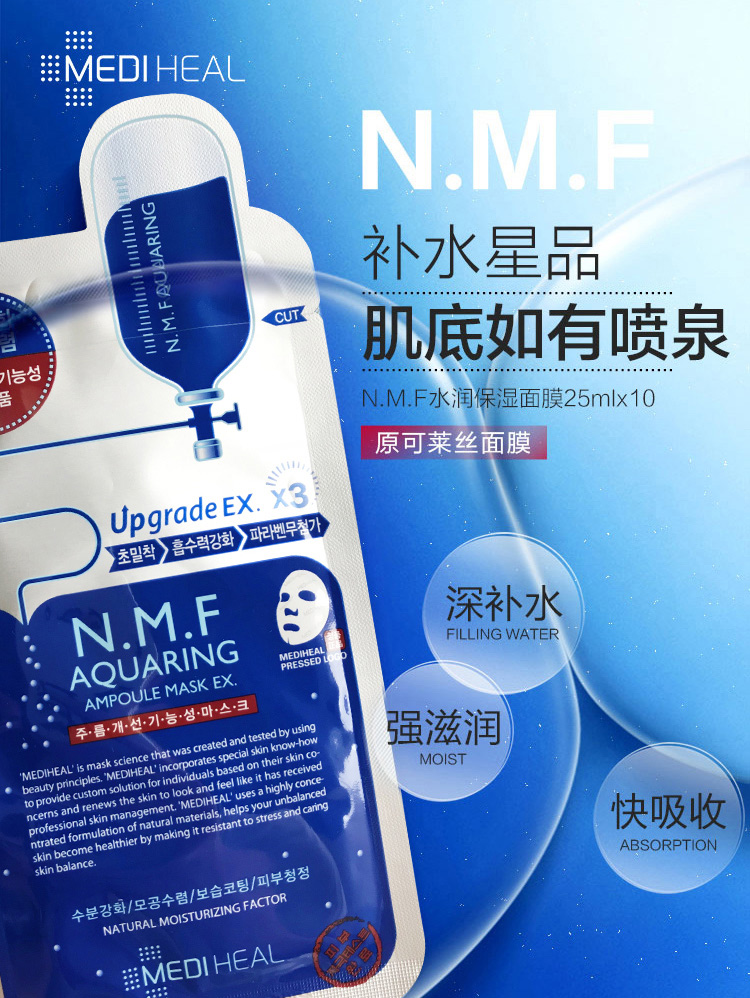 MEDIHEAL
N.M.F
补水星品
肌底如有喷泉
N.M.F水润保湿面膜25mlx10
原可莱丝面膜
N.M.FAQUARING
CUT
기능성
품
Upgrade EX. x3
초밀착 흡수력강화 파라벤무첨가
N.M.F
AQUARING
AMPOULE MASK EX.
MEDIHEAL
PRESSED LOGO
주·름·개·선·기·능·성·마·스·크
'MEDIHEAL' is mask science that was created and tested by using
beauty principles. 'MEDIHEAL' incorporates special skin know-how
to provide custom solution for individuals based on their skin co-
ncerns and renews the skin to look and feel like it has received
professional skin management. 'MEDIHEAL' uses a highly conce-
ntrated formulation of natural materials, helps your unbalanced
skin become healthier by making it resistant to stress and caring
skin balance.
수분강화/모공수렴/보습코팅/피부청정
NATURAL MOISTURIZING FACTOR
MEDIHEAL
深补水
FILLING WATER
强滋润
MOIST
快吸收
ABSORPTION